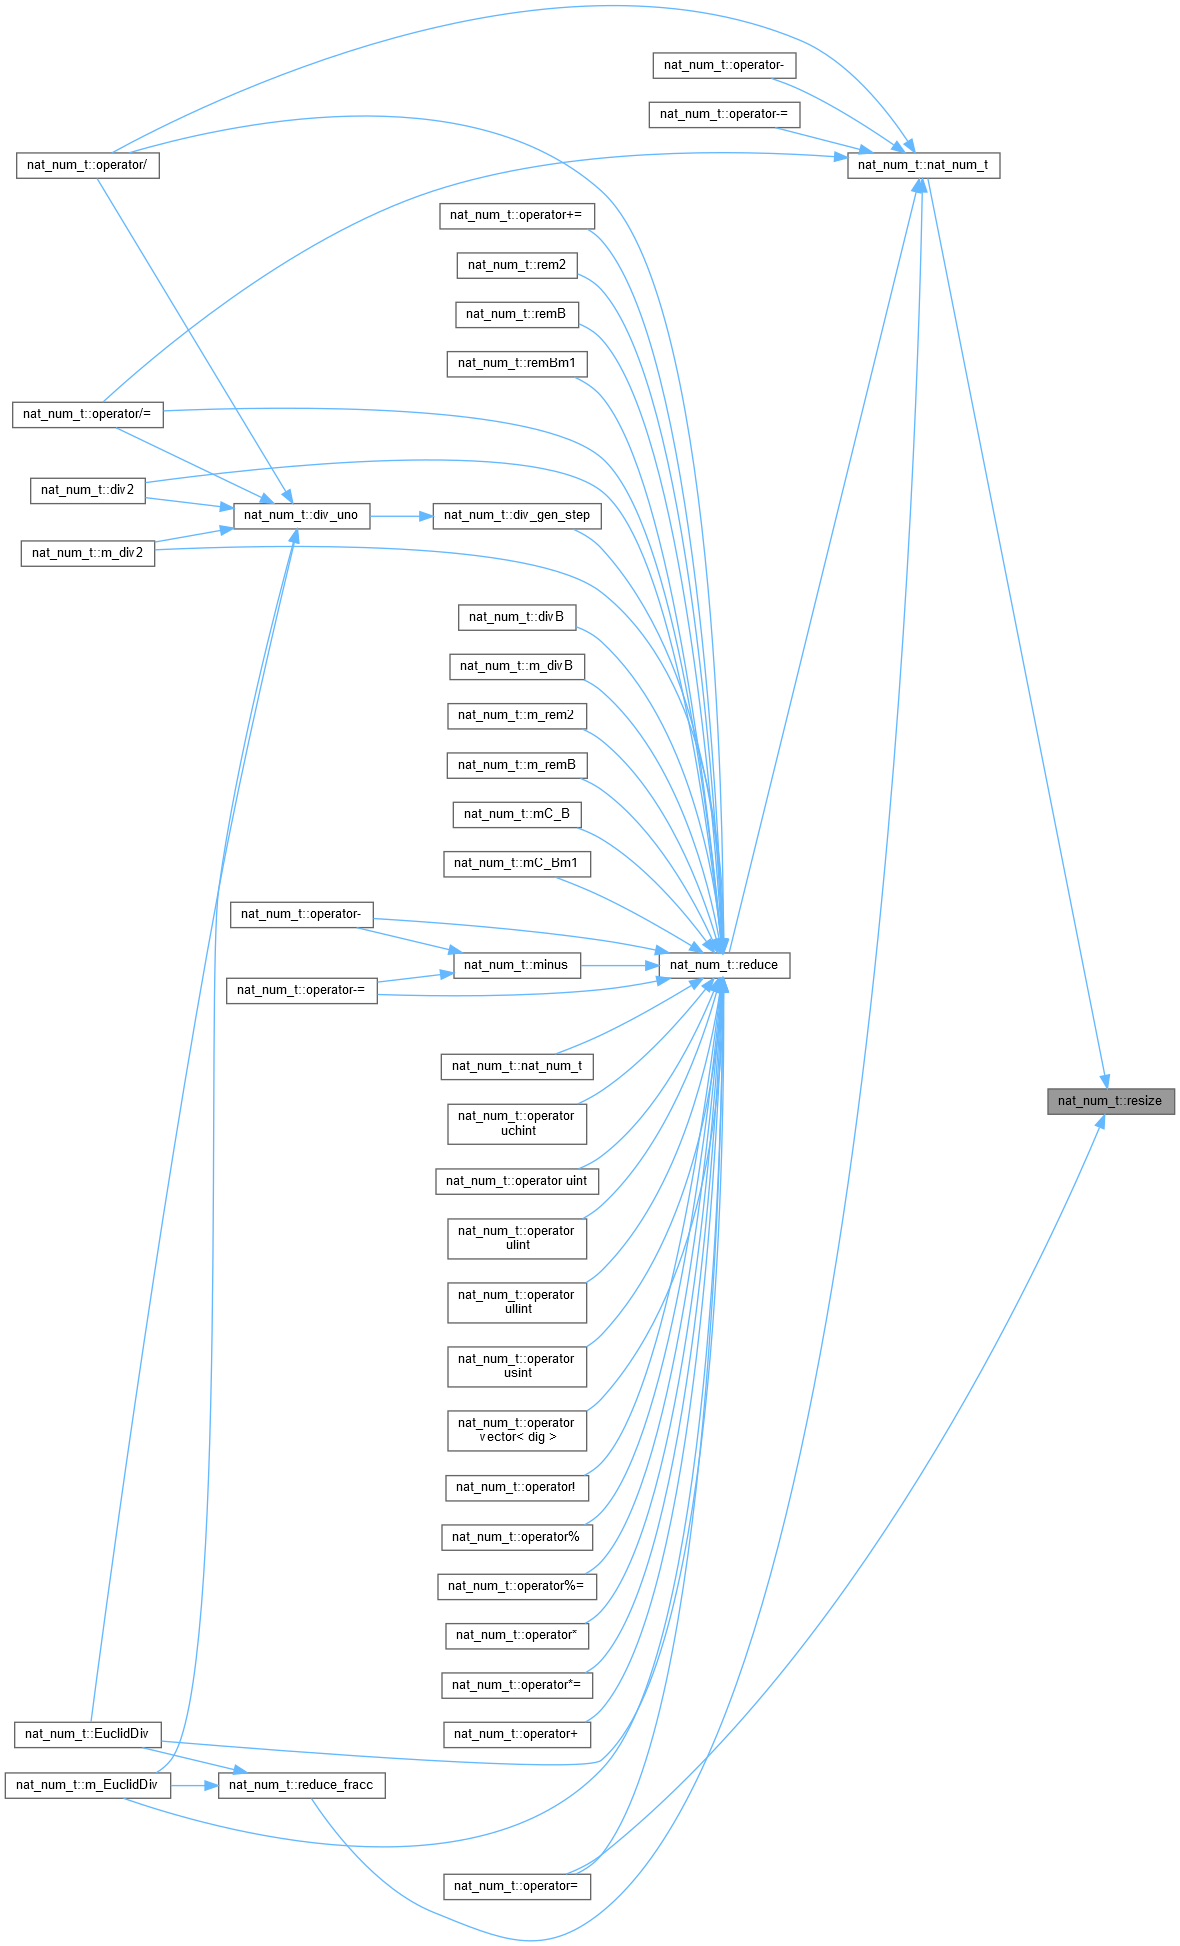 nat_num_t::operator-
nat_num_t::operator-=
nat_num_t::operator/
nat_num_t::nat_num_t
nat_num_t::operator+=
nat_num_t::rem2
nat_num_t::remB
nat_num_t::remBm1
nat_num_t::operator/=
nat_num_t::div2
nat_num_t::div_uno
nat_num_t::div_gen_step
nat_num_t::m_div2
nat_num_t::divB
nat_num_t::m_divB
nat_num_t::m_rem2
nat_num_t::m_remB
nat_num_t::mC_B
nat_num_t::mC_Bm1
nat_num_t::operator-
nat_num_t::minus
nat_num_t::reduce
nat_num_t::operator-=
nat_num_t::nat_num_t
nat_num_t::resize
nat_num_t::operator
uchint
nat_num_t::operator uint
nat_num_t::operator
ulint
nat_num_t::operator
ullint
nat_num_t::operator
usint
nat_num_t::operator
vector< dig >
nat_num_t::operator!
nat_num_t::operator%
nat_num_t::operator%=
nat_num_t::operator*
nat_num_t::operator*=
nat_num_t::operator+
nat_num_t::EuclidDiv
nat_num_t::m_EuclidDiv
nat_num_t::reduce_fracc
nat_num_t::operator=